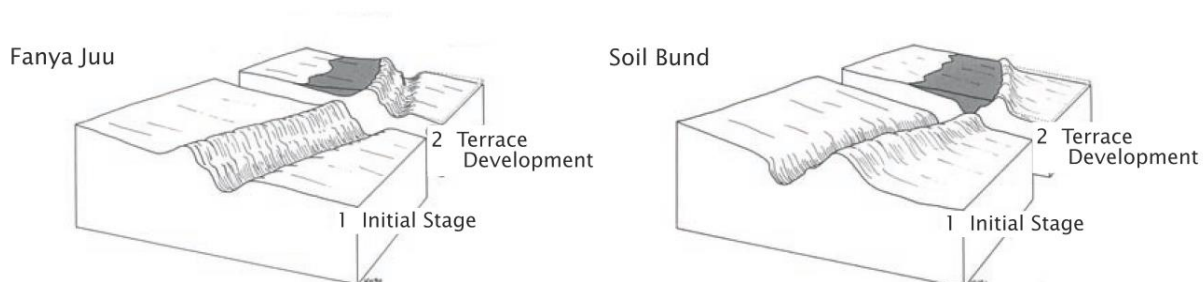 Fanya Juu
2 Terrace
Development
1 Initial Stage
Soil Bund
2 Terrace
Development
1 Initial Stage